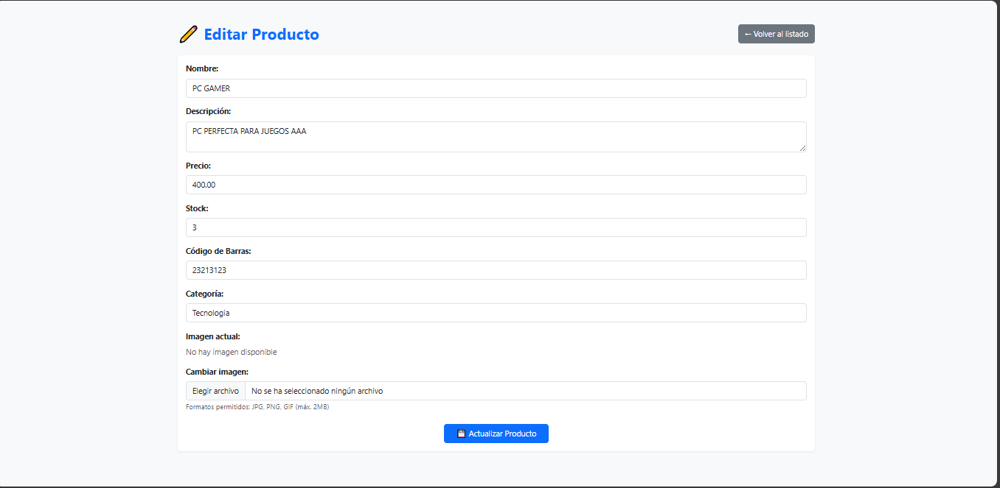 Editar Producto
← Volver al listado
Nombre:
PC GAMER
Descripción:
PC PERFECTA PARA JUEGOS AAA
Precio:
400.00
Stock:
3
Código de Barras:
23213123
Categoría:
Tecnologia
Imagen actual:
No hay imagen disponible
Cambiar imagen:
Elegir archivo No se ha seleccionado ningún archivo
Formatos permitidos: JPG, PNG, GIF (máx. 2MB)
Actualizar Producto